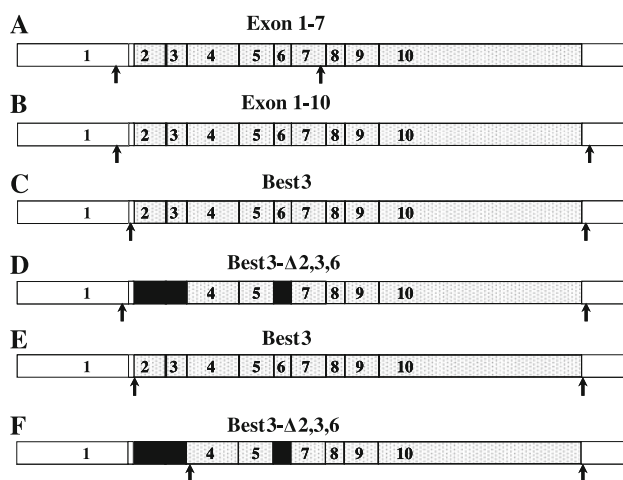 A Exon 1-7
1 2 3 4 5 6 7 8 9 10
B Exon 1-10
1 2 3 4 5 6 7 8 9 10
C Best3
1 2 3 4 5 6 7 8 9 10
D Best3-Δ2,3,6
1 4 5 7 8 9 10
E Best3
1 2 3 4 5 6 7 8 9 10
F Best3-Δ2,3,6
1 4 5 7 8 9 10